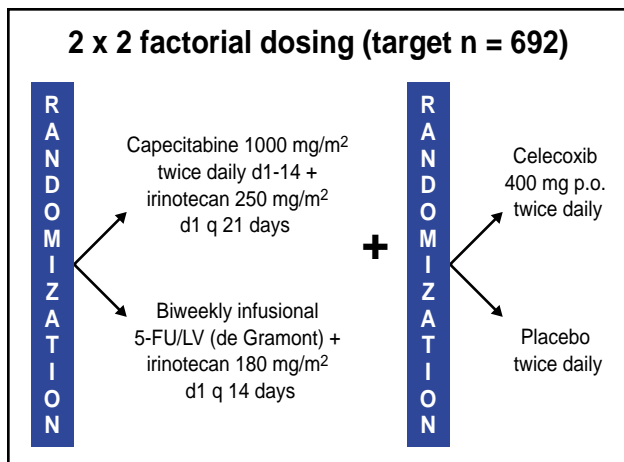 2 x 2 factorial dosing (target n = 692)
RANDOMIZATION
Capecitabine 1000 mg/m²
twice daily d1-14 +
irinotecan 250 mg/m²
d1 q 21 days
Biweekly infusional
5-FU/LV (de Gramont) +
irinotecan 180 mg/m²
d1 q 14 days
+
RANDOMIZATION
Celecoxib
400 mg p.o.
twice daily
Placebo
twice daily